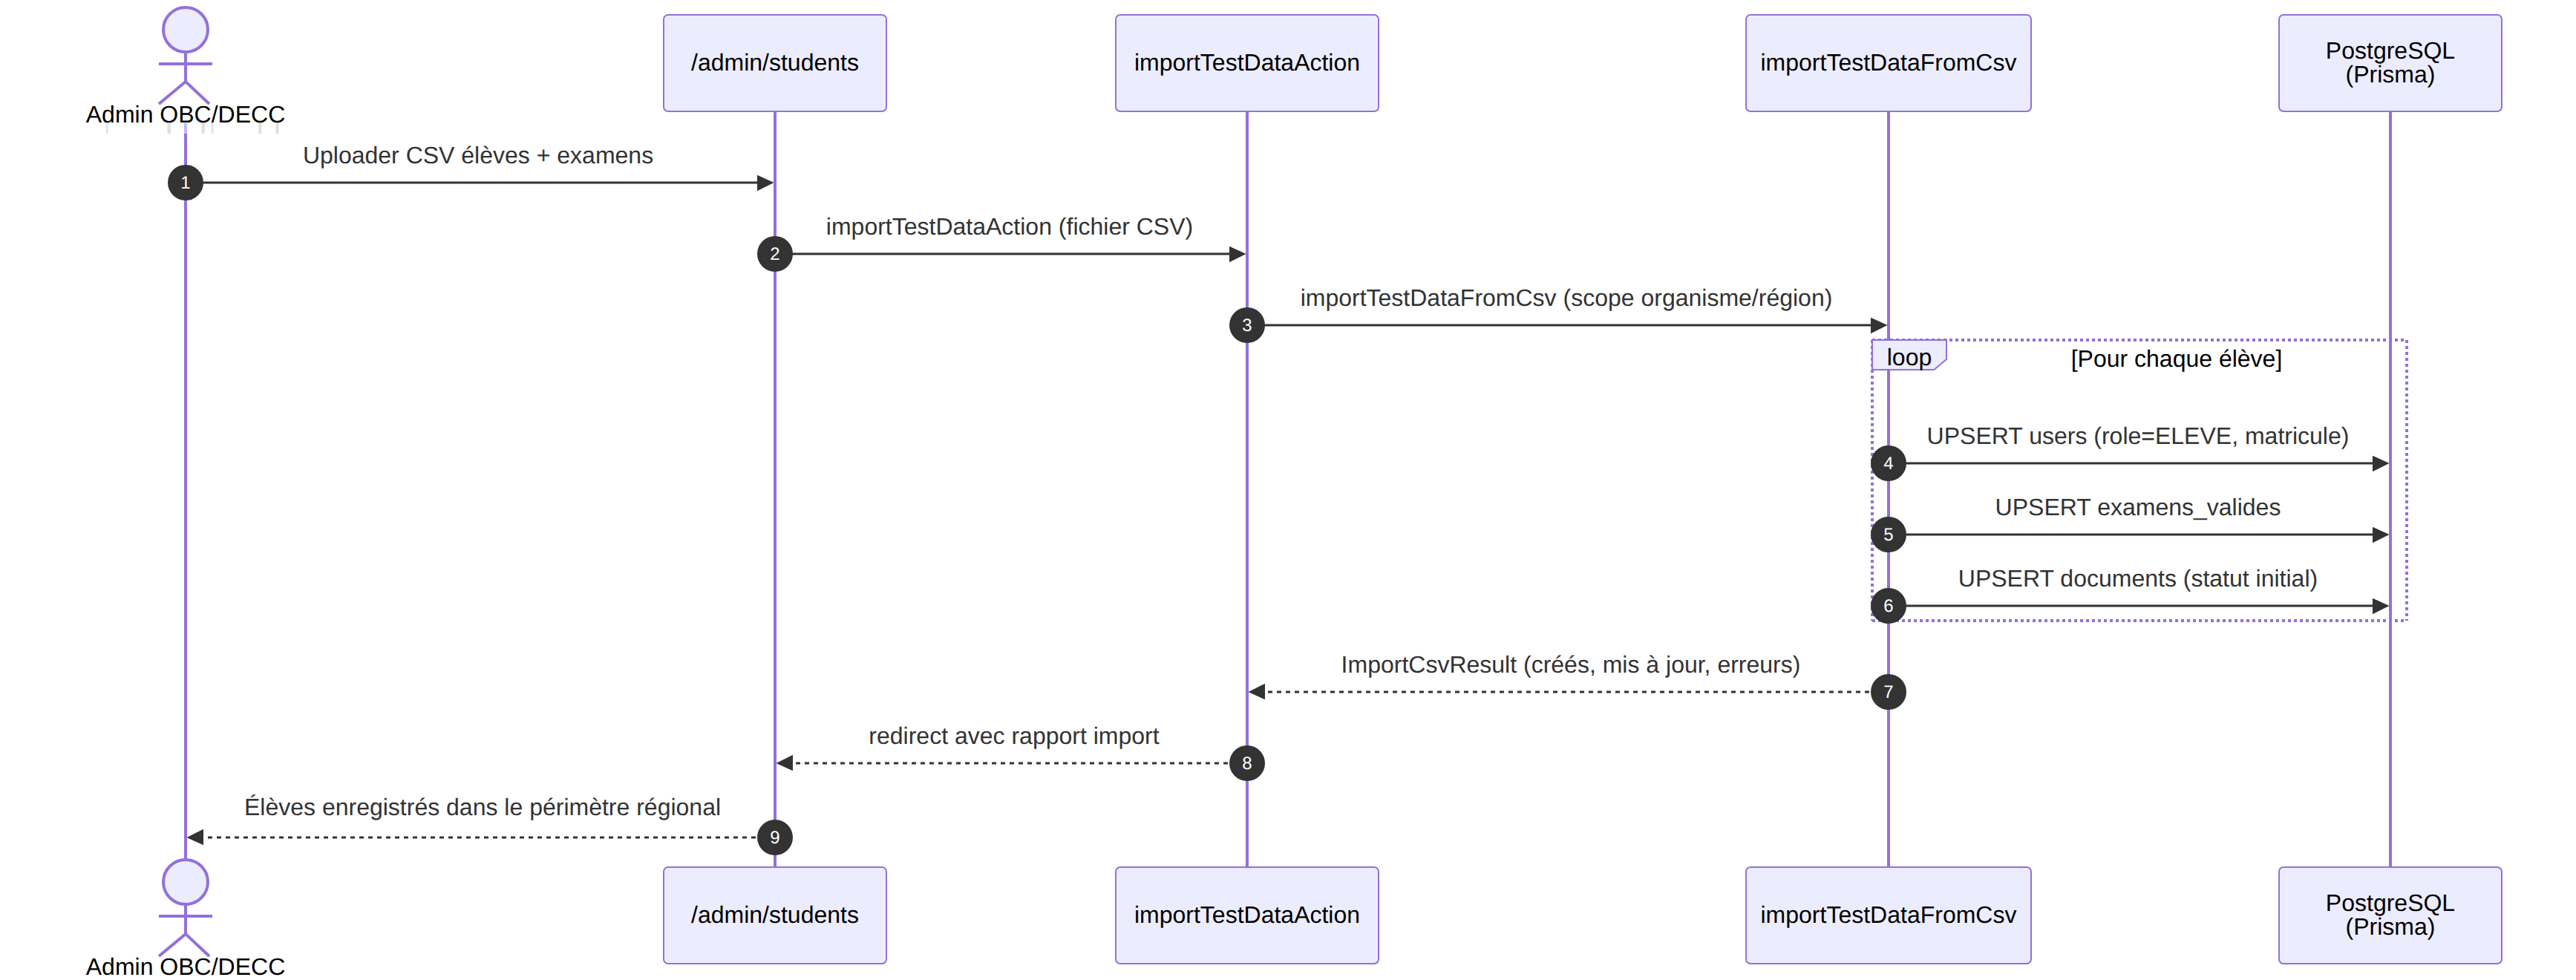 Admin OBC/DECC
/admin/students
importTestDataAction
importTestDataFromCsv
PostgreSQL
(Prisma)
Uploader CSV élèves + examens
1
importTestDataAction (fichier CSV)
2
importTestDataFromCsv (scope organisme/région)
3
loop
[Pour chaque élève]
UPSERT users (role=ELEVE, matricule)
4
UPSERT examens_valides
5
UPSERT documents (statut initial)
6
ImportCsvResult (créés, mis à jour, erreurs)
7
redirect avec rapport import
8
Élèves enregistrés dans le périmètre régional
9
Admin OBC/DECC
/admin/students
importTestDataAction
importTestDataFromCsv
PostgreSQL
(Prisma)